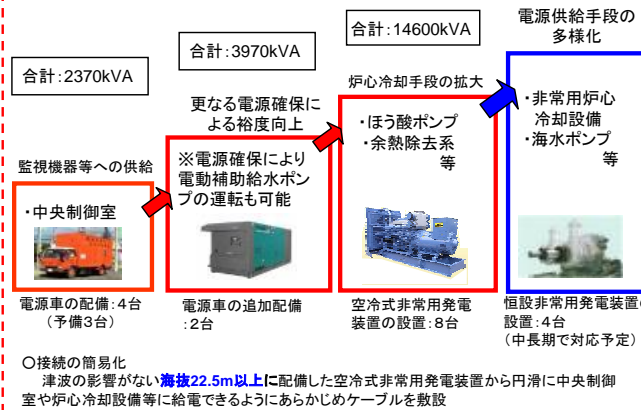 合計:2370kVA
合計:3970kVA
合計:14600kVA
電源供給手段の
多様化
監視機器等への供給
・中央制御室
電源車の配備:4台
(予備3台)
更なる電源確保に
よる裕度向上
※電源確保により
電動補助給水ポン
プの運転も可能
電源車の追加配備
:2台
炉心冷却手段の拡大
・ほう酸ポンプ
・余熱除去系
等
空冷式非常用発電
装置の設置:8台
・非常用炉心
冷却設備
・海水ポンプ
等
恒設非常用発電装置の
設置:4台
(中長期で対応予定)
○接続の簡易化
津波の影響がない海抜22.5m以上に配備した空冷式非常用発電装置から円滑に中央制御
室や炉心冷却設備等に給電できるようにあらかじめケーブルを敷設